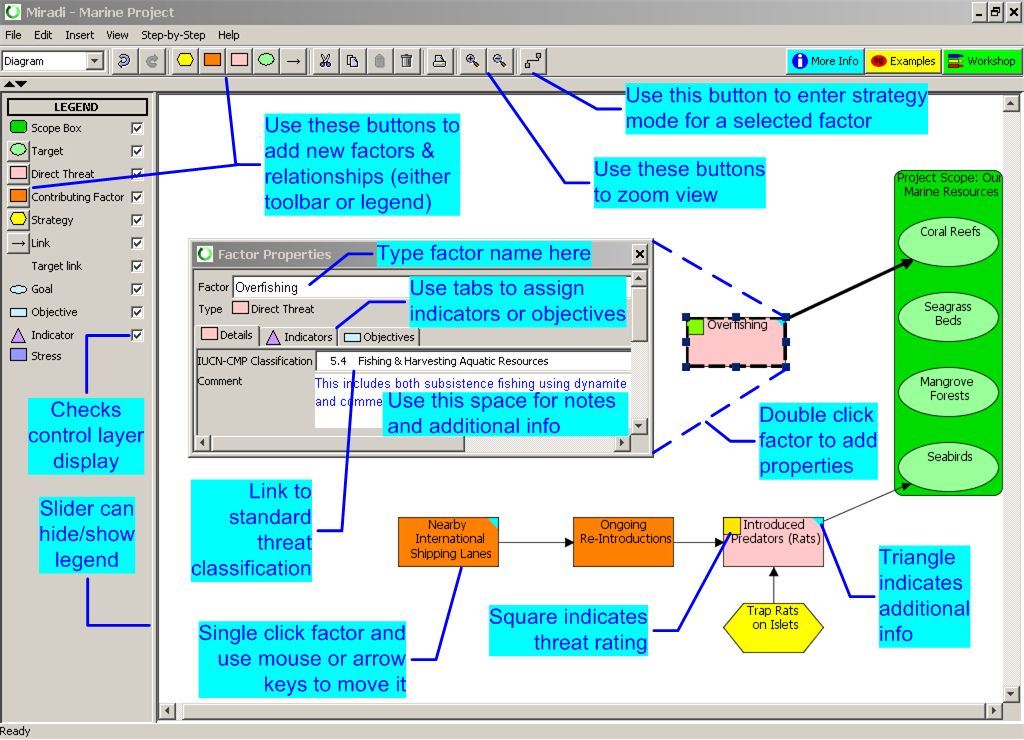 Miradi - Marine Project
File Edit Insert View Step-by-Step Help
Diagram
More Info
Examples
Workshop
LEGEND
Scope Box
Target
Direct Threat
Contributing Factor
Strategy
Link
Target link
Goal
Objective
Indicator
Stress
Checks
control layer
display
Slider can
hide/show
legend
Use these buttons to
add new factors &
relationships (either
toolbar or legend)
Use this button to enter strategy
mode for a selected factor
Use these buttons
to zoom view
Factor Properties
Type factor name here
Factor Overfishing
Type Direct Threat
Use tabs to assign
indicators or objectives
Details Indicators Objectives
IUCN-CMP Classification 5.4 Fishing & Harvesting Aquatic Resources
Comment
This includes both subsistence fishing using dynamite
and comme
Use this space for notes
and additional info
Overfishing
Double click
factor to add
properties
Project Scope: Our
Marine Resources
Coral Reefs
Seagrass
Beds
Mangrove
Forests
Seabirds
Link to
standard
threat
classification
Nearby
International
Shipping Lanes
Ongoing
Re-Introductions
Introduced
Predators (Rats)
Trap Rats
on Islets
Triangle
indicates
additional
info
Square indicates
threat rating
Single click factor and
use mouse or arrow
keys to move it
Ready